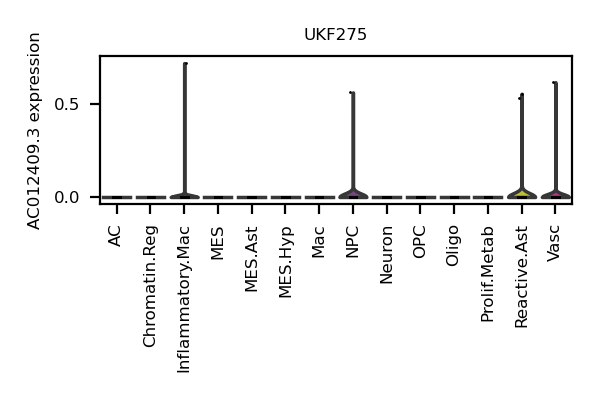 UKF275
AC012409.3 expression
0.5
0.0
AC
Chromatin.Reg
Inflammatory.Mac
MES
MES.Ast
MES.Hyp
Mac
NPC
Neuron
OPC
Oligo
Prolif.Metab
Reactive.Ast
Vasc